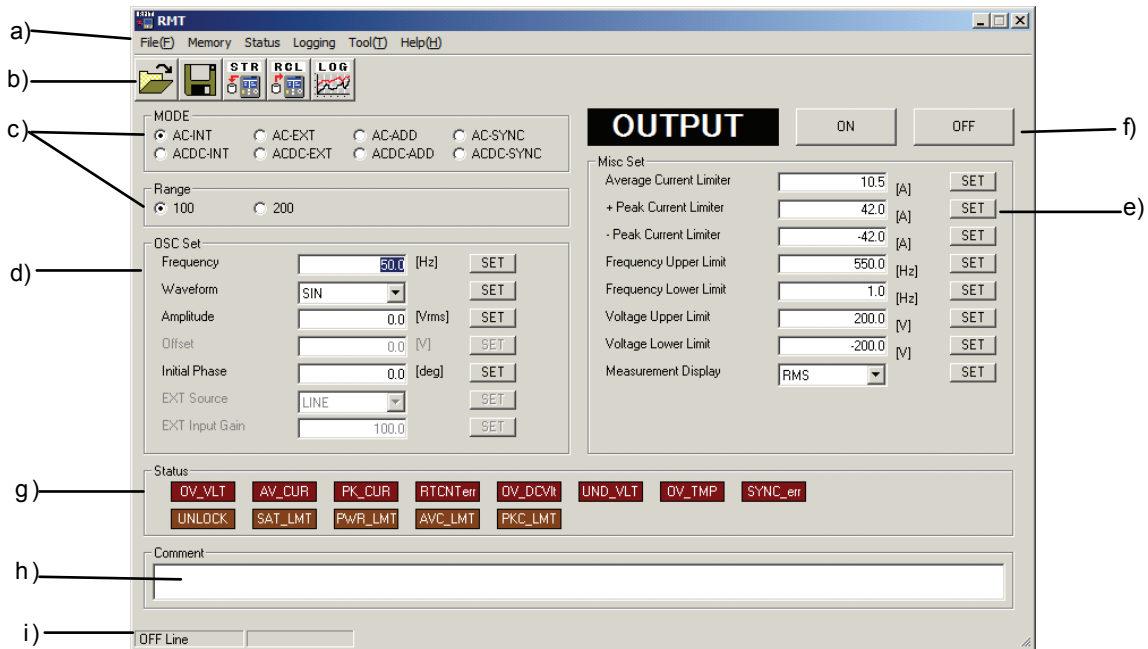 RMT
a)
File(F) Memory Status Logging Tool(T) Help(H)
b)
STR RCL LOG
c)
MODE
AC-INT AC-EXT AC-ADD AC-SYNC
ACDC-INT ACDC-EXT ACDC-ADD ACDC-SYNC
Range
100 200
d)
OSC Set
Frequency 50.0 [Hz] SET
Waveform SIN SET
Amplitude 0.0 [Vrms] SET
Offset 0.0 [V] SET
Initial Phase 0.0 [deg] SET
EXT Source LINE SET
EXT Input Gain 100.0 SET
OUTPUT ON OFF
f)
Misc Set
Average Current Limiter 10.5 [A] SET
+ Peak Current Limiter 42.0 [A] SET
e)
- Peak Current Limiter -42.0 [A] SET
Frequency Upper Limit 550.0 [Hz] SET
Frequency Lower Limit 1.0 [Hz] SET
Voltage Upper Limit 200.0 [V] SET
Voltage Lower Limit -200.0 [V] SET
Measurement Display RMS SET
g)
Status
OV_VLT AV_CUR PK_CUR RTCNTerr OV_DCVlt UND_VLT OV_TMP SYNC_err
UNLOCK SAT_LMT PWR_LMT AVC_LMT PKC_LMT
h)
Comment
i)
OFF Line